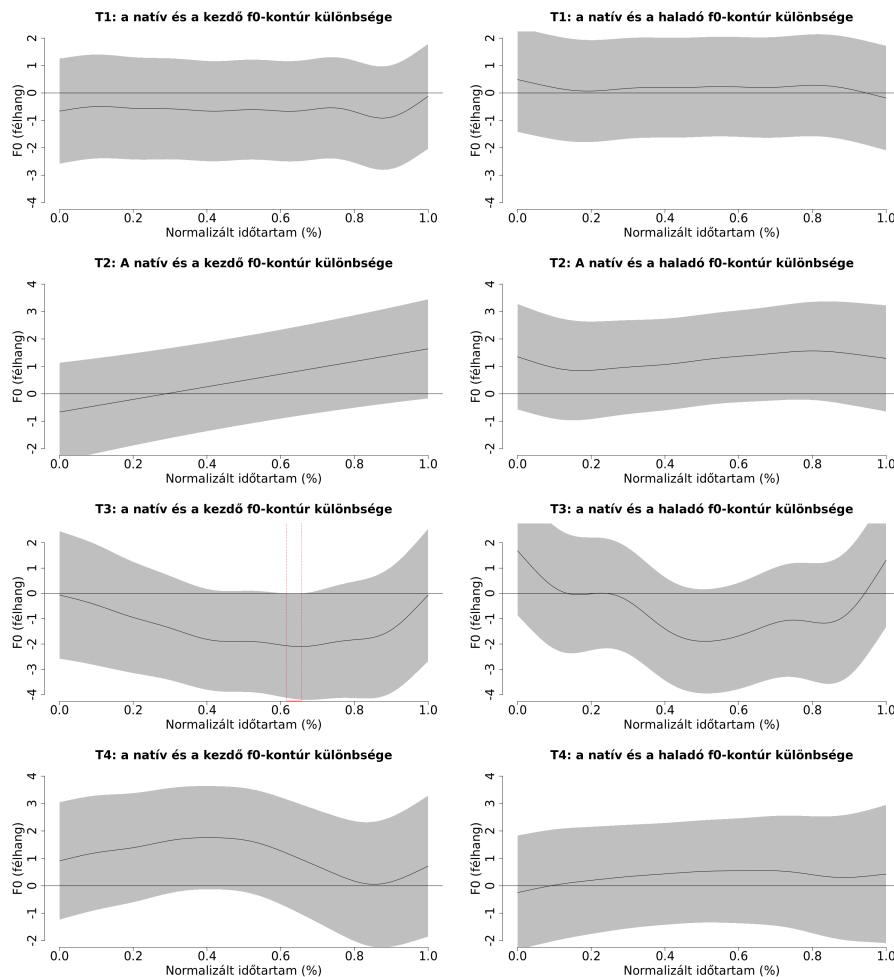 T1: a natív és a kezdő f0-kontúr különbsége
F0 (félhang)
2
1
0
-1
-2
-3
-4
0.0 0.2 0.4 0.6 0.8 1.0
Normalizált időtartam (%)
T1: a natív és a haladó f0-kontúr különbsége
F0 (félhang)
2
1
0
-1
-2
-3
-4
0.0 0.2 0.4 0.6 0.8 1.0
Normalizált időtartam (%)
T2: A natív és a kezdő f0-kontúr különbsége
F0 (félhang)
4
3
2
1
0
-1
-2
0.0 0.2 0.4 0.6 0.8 1.0
Normalizált időtartam (%)
T2: A natív és a haladó f0-kontúr különbsége
F0 (félhang)
4
3
2
1
0
-1
-2
0.0 0.2 0.4 0.6 0.8 1.0
Normalizált időtartam (%)
T3: a natív és a kezdő f0-kontúr különbsége
F0 (félhang)
2
1
0
-1
-2
-3
-4
0.0 0.2 0.4 0.6 0.8 1.0
Normalizált időtartam (%)
T3: a natív és a haladó f0-kontúr különbsége
F0 (félhang)
2
1
0
-1
-2
-3
-4
0.0 0.2 0.4 0.6 0.8 1.0
Normalizált időtartam (%)
T4: a natív és a kezdő f0-kontúr különbsége
F0 (félhang)
4
3
2
1
0
-1
-2
0.0 0.2 0.4 0.6 0.8 1.0
Normalizált időtartam (%)
T4: a natív és a haladó f0-kontúr különbsége
F0 (félhang)
4
3
2
1
0
-1
-2
0.0 0.2 0.4 0.6 0.8 1.0
Normalizált időtartam (%)